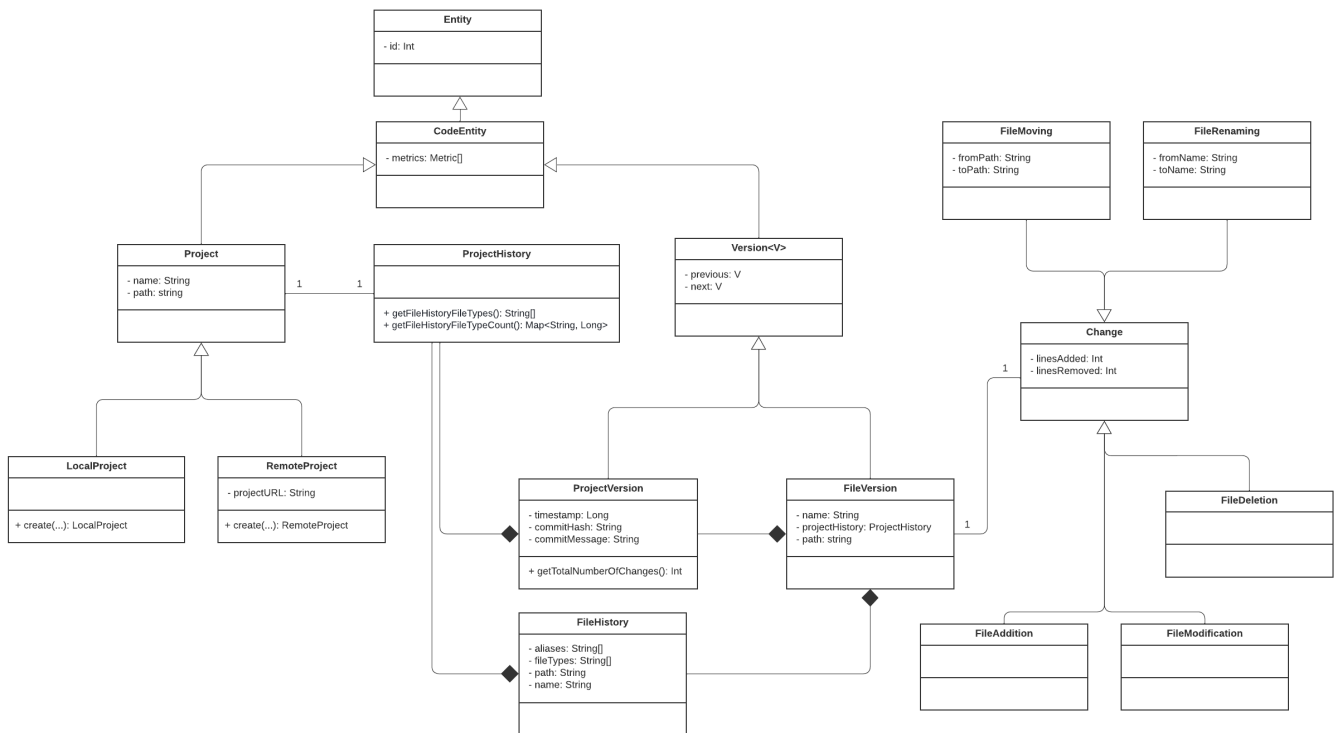 Entity
- id: Int
CodeEntity
- metrics: Metric[]
FileMoving
- fromPath: String
- toPath: String
FileRenaming
- fromName: String
- toName: String
Project
- name: String
- path: string
1
1
ProjectHistory
+ getFileHistoryFileTypes(): String[]
+ getFileHistoryFileTypeCount(): Map<String, Long>
Version<V>
- previous: V
- next: V
Change
- linesAdded: Int
- linesRemoved: Int
1
LocalProject
+ create(...): LocalProject
RemoteProject
- projectURL: String
+ create(...): RemoteProject
ProjectVersion
- timestamp: Long
- commitHash: String
- commitMessage: String
+ getTotalNumberOfChanges(): Int
FileVersion
- name: String
- projectHistory: ProjectHistory
- path: string
1
FileDeletion
FileHistory
- aliases: String[]
- fileTypes: String[]
- path: String
- name: String
FileAddition
FileModification